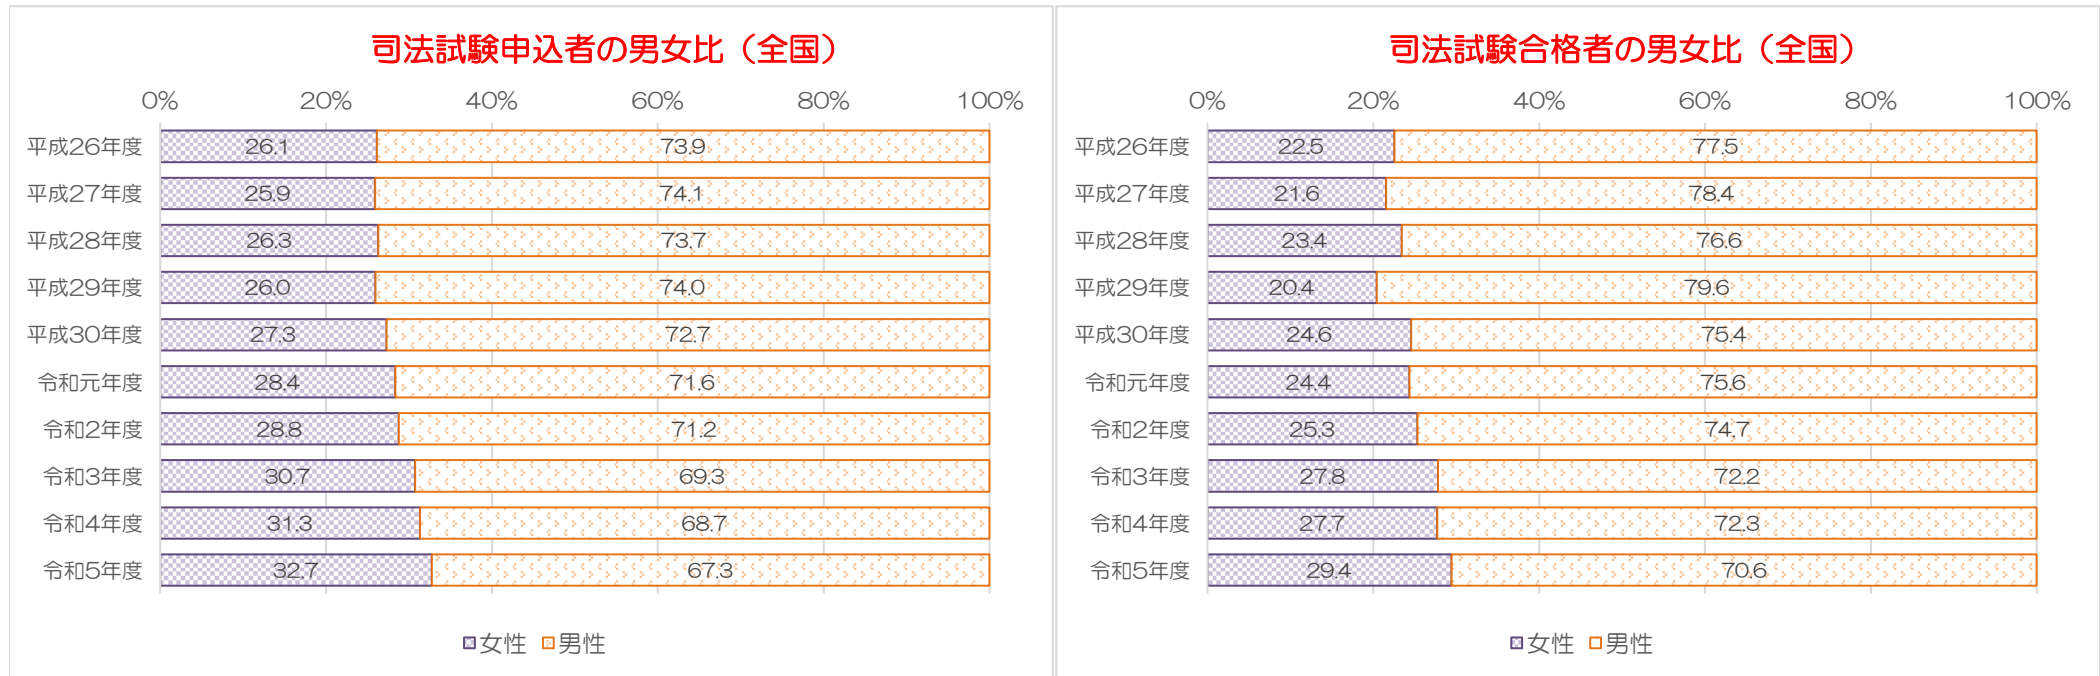 司法試験申込者の男女比（全国）
0% 20% 40% 60% 80% 100%
平成26年度 26.1 73.9
平成27年度 25.9 74.1
平成28年度 26.3 73.7
平成29年度 26.0 74.0
平成30年度 27.3 72.7
令和元年度 28.4 71.6
令和2年度 28.8 71.2
令和3年度 30.7 69.3
令和4年度 31.3 68.7
令和5年度 32.7 67.3
女性 男性
司法試験合格者の男女比（全国）
0% 20% 40% 60% 80% 100%
平成26年度 22.5 77.5
平成27年度 21.6 78.4
平成28年度 23.4 76.6
平成29年度 20.4 79.6
平成30年度 24.6 75.4
令和元年度 24.4 75.6
令和2年度 25.3 74.7
令和3年度 27.8 72.2
令和4年度 27.7 72.3
令和5年度 29.4 70.6
女性 男性